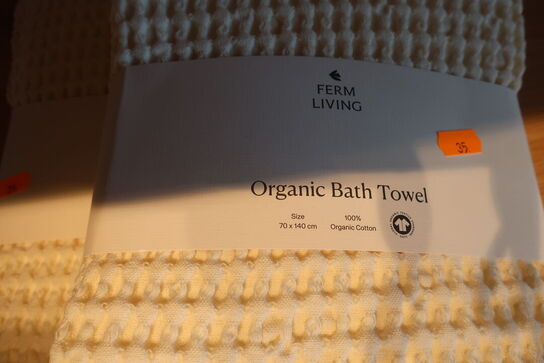 FERM
LIVING
35
Organic Bath Towel
Size
70 x 140 cm
100%
Organic Cotton